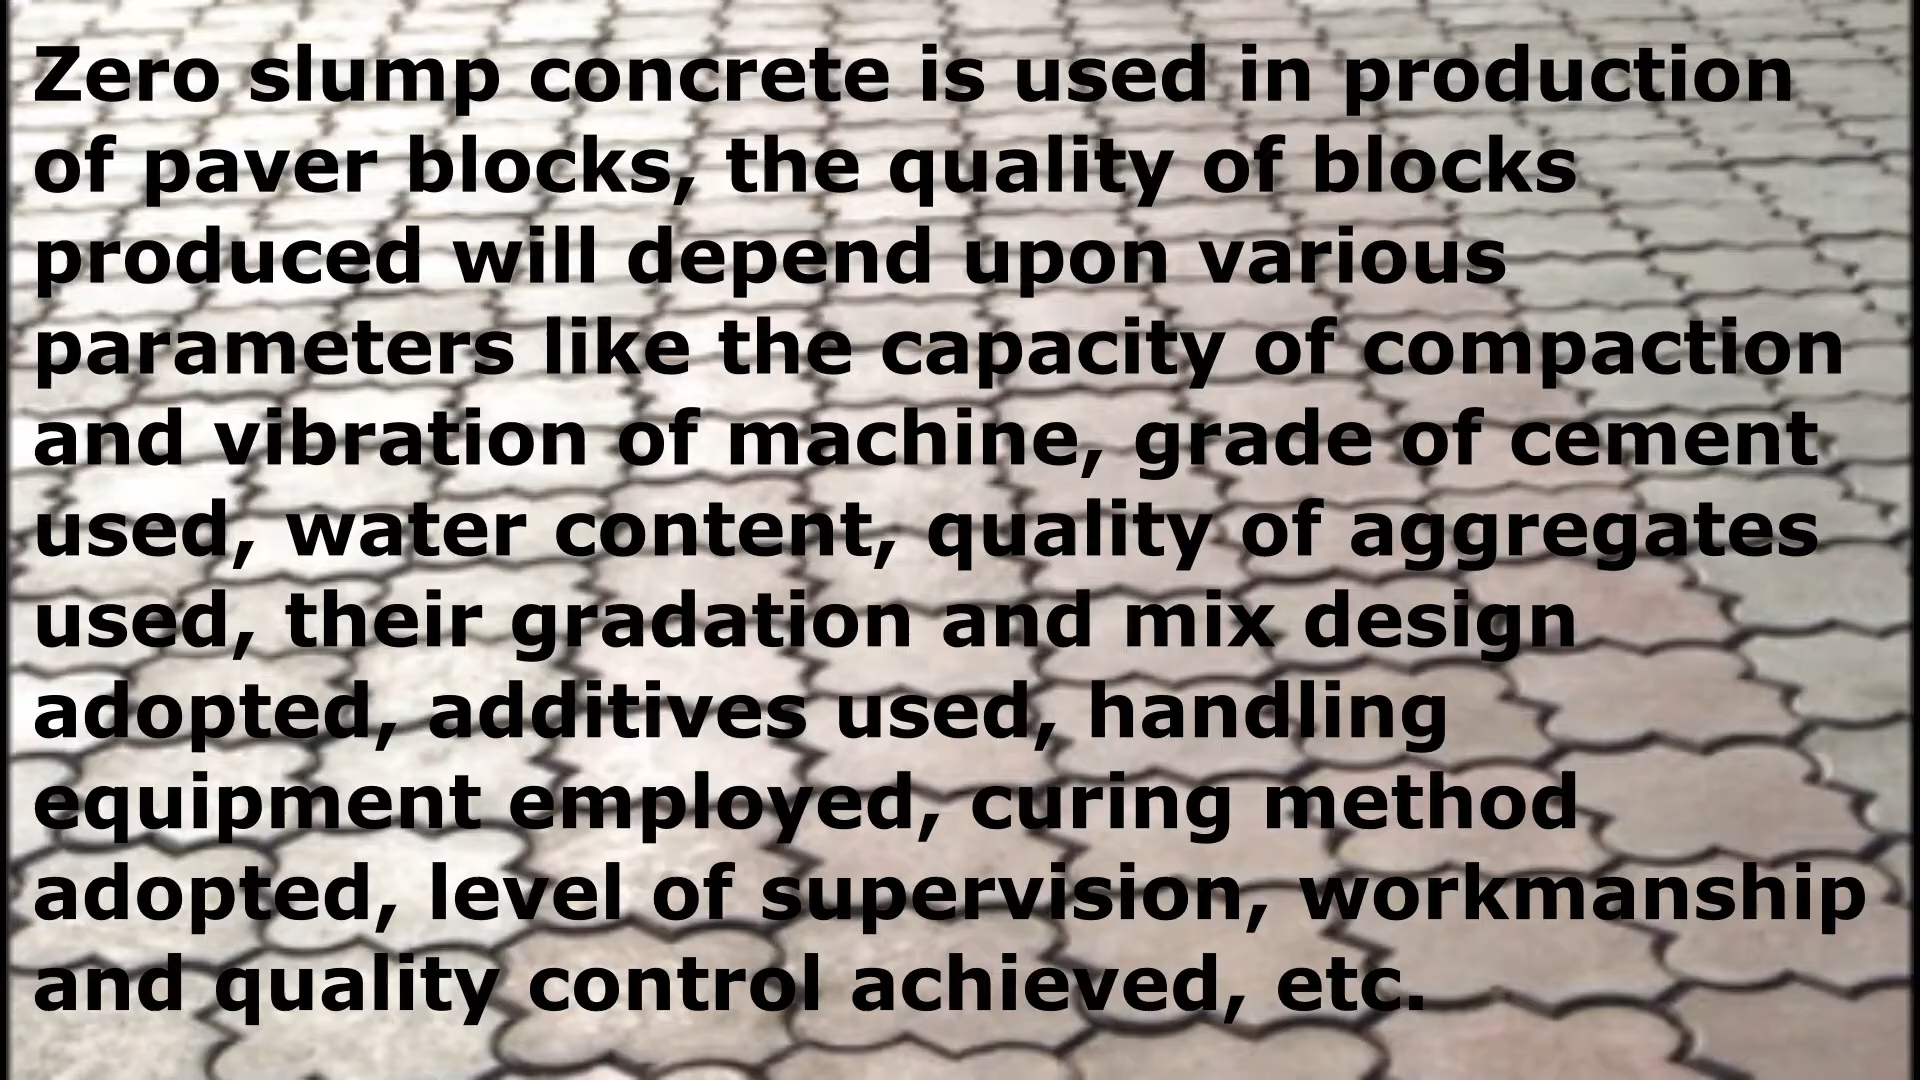 Zero slump concrete is used in production
of paver blocks, the quality of blocks
produced will depend upon various
parameters like the capacity of compaction
and vibration of machine, grade of cement
used, water content, quality of aggregates
used, their gradation and mix design
adopted, additives used, handling
equipment employed, curing method
adopted, level of supervision, workmanship
and quality control achieved, etc.